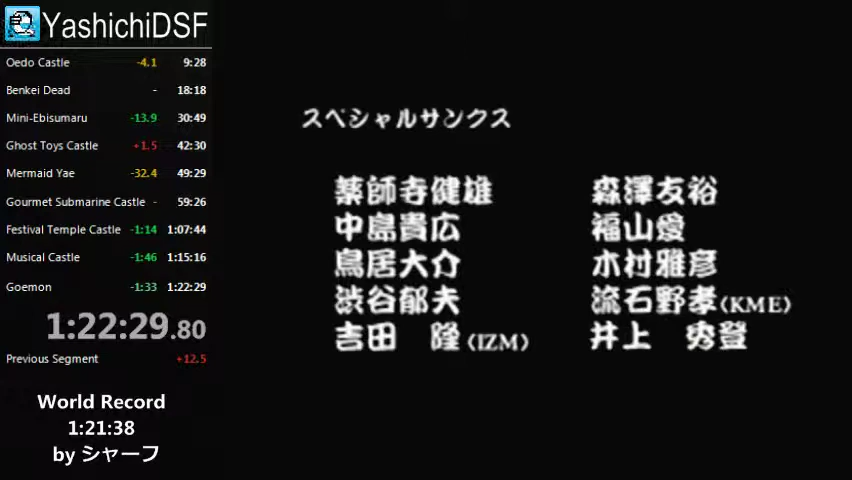 YashichiDSF
Oedo Castle -4.1 9:28
Benkei Dead - 18:18
Mini-Ebisumaru -13.9 30:49
Ghost Toys Castle +1.5 42:30
Mermaid Yae -32.4 49:29
Gourmet Submarine Castle - 59:26
Festival Temple Castle -1:14 1:07:44
Musical Castle -1:46 1:15:16
Goemon -1:33 1:22:29
1:22:29.80
Previous Segment +12.5
World Record
1:21:38
by シャーフ
スペシャルサンクス
薬師寺健雄 森澤友裕
中島貴広 福山愛
鳥居大介 木村雅彦
渋谷郁夫 流石野孝(KME)
吉田 隆(IZM) 井上 秀登